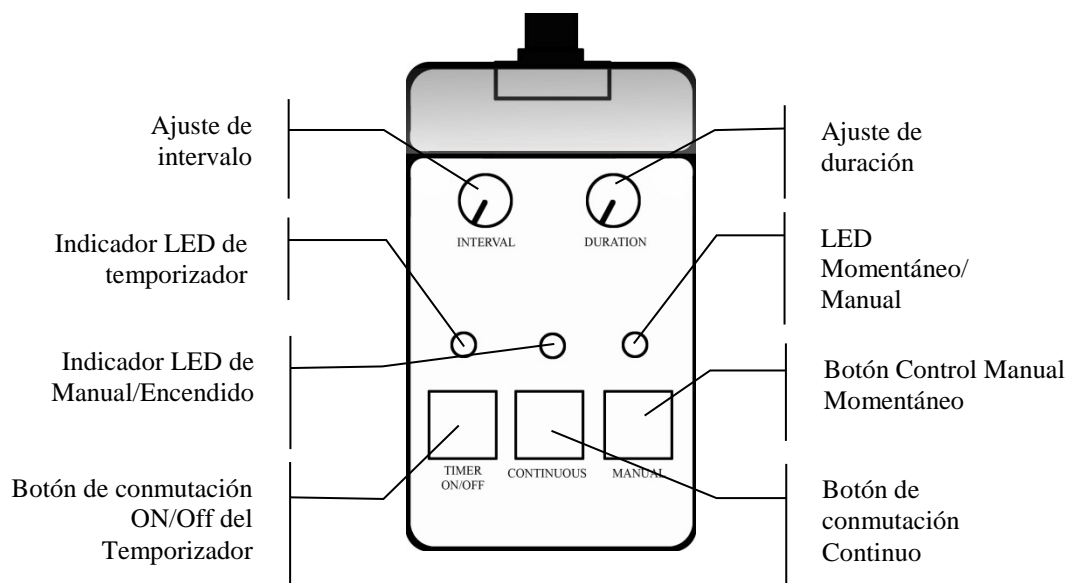 Ajuste de
intervalo
Ajuste de
duración
INTERVAL
DURATION
Indicador LED de
temporizador
LED
Momentáneo/
Manual
Indicador LED de
Manual/Encendido
Botón Control Manual
Momentáneo
TIMER
ON/OFF
CONTINUOUS
MANUAL
Botón de conmutación
ON/Off del
Temporizador
Botón de
conmutación
Continuo